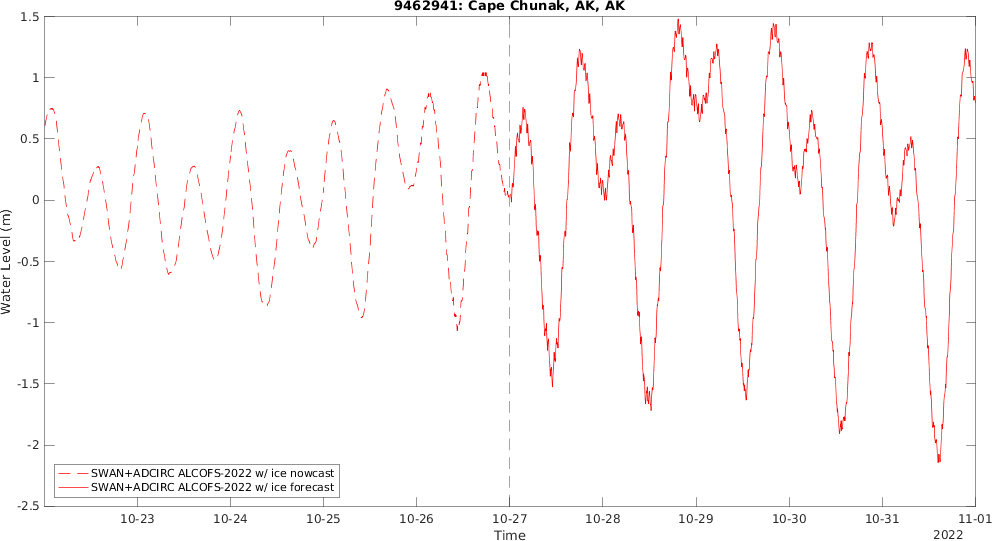 9462941: Cape Chunak, AK, AK
Water Level (m)
1.5
1
0.5
0
-0.5
-1
-1.5
-2
-2.5
SWAN+ADCIRC ALCOFS-2022 w/ ice nowcast
SWAN+ADCIRC ALCOFS-2022 w/ ice forecast
10-23 10-24 10-25 10-26 10-27 10-28 10-29 10-30 10-31 11-01
Time
2022